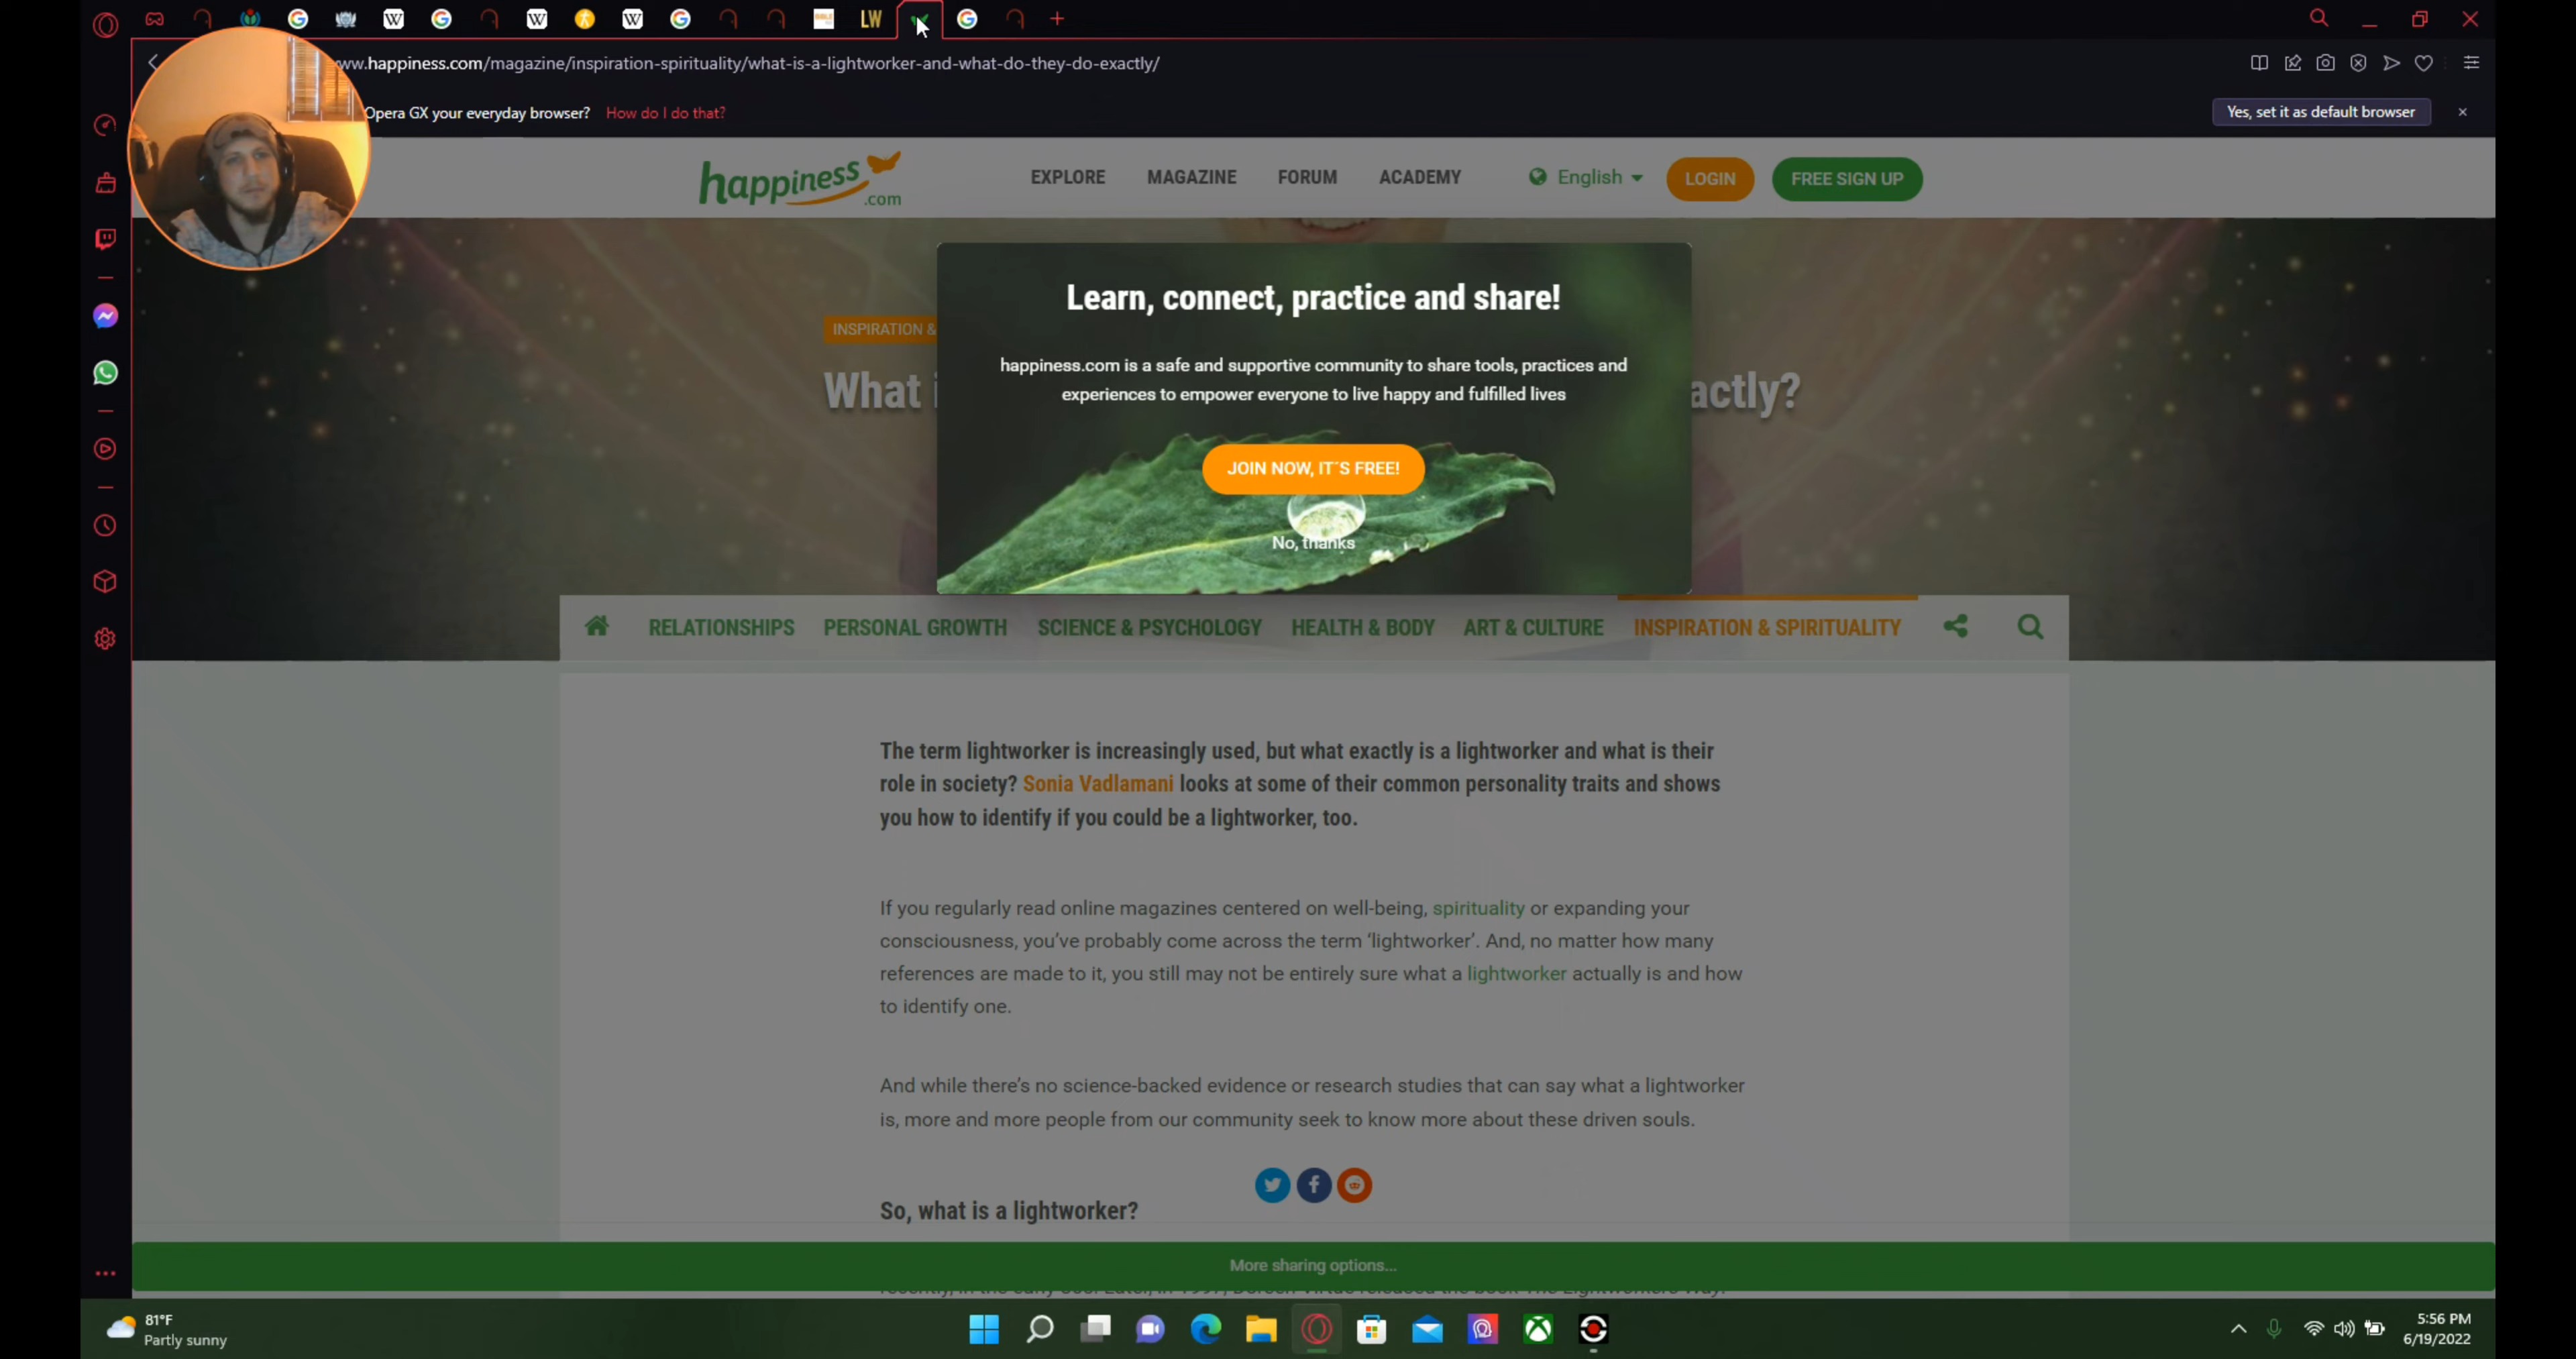 LW
ww.happiness.com/magazine/inspiration-spirituality/what-is-a-lightworker-and-what-do-they-do-exactly/
Opera GX your everyday browser? How do I do that?
Yes, set it as default browser
happiness.com
EXPLORE
MAGAZINE
FORUM
ACADEMY
English
LOGIN
FREE SIGN UP
Learn, connect, practice and share!
happiness.com is a safe and supportive community to share tools, practices and
experiences to empower everyone to live happy and fulfilled lives
JOIN NOW, IT´S FREE!
No, thanks
INSPIRATION &
What i
actly?
RELATIONSHIPS
PERSONAL GROWTH
SCIENCE & PSYCHOLOGY
HEALTH & BODY
ART & CULTURE
INSPIRATION & SPIRITUALITY
The term lightworker is increasingly used, but what exactly is a lightworker and what is their
role in society? Sonia Vadlamani looks at some of their common personality traits and shows
you how to identify if you could be a lightworker, too.
If you regularly read online magazines centered on well-being, spirituality or expanding your
consciousness, you've probably come across the term ‘lightworker’. And, no matter how many
references are made to it, you still may not be entirely sure what a lightworker actually is and how
to identify one.
And while there's no science-backed evidence or research studies that can say what a lightworker
is, more and more people from our community seek to know more about these driven souls.
So, what is a lightworker?
More sharing options...
81°F
Partly sunny
5:56 PM
6/19/2022